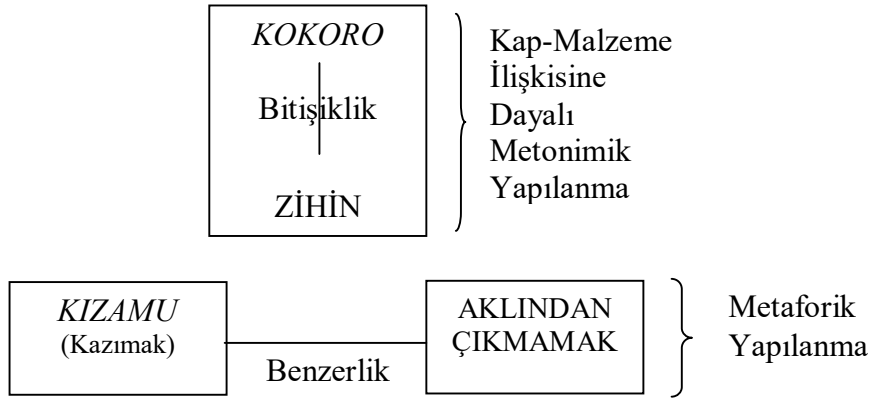 KOKORO
Bitişiklik
ZİHİN
Kap-Malzeme
İlişkisine
Dayalı
Metonimik
Yapılanma
KIZAMU
(Kazımak)
Benzerlik
AKLINDAN
ÇIKMAMAK
Metaforik
Yapılanma